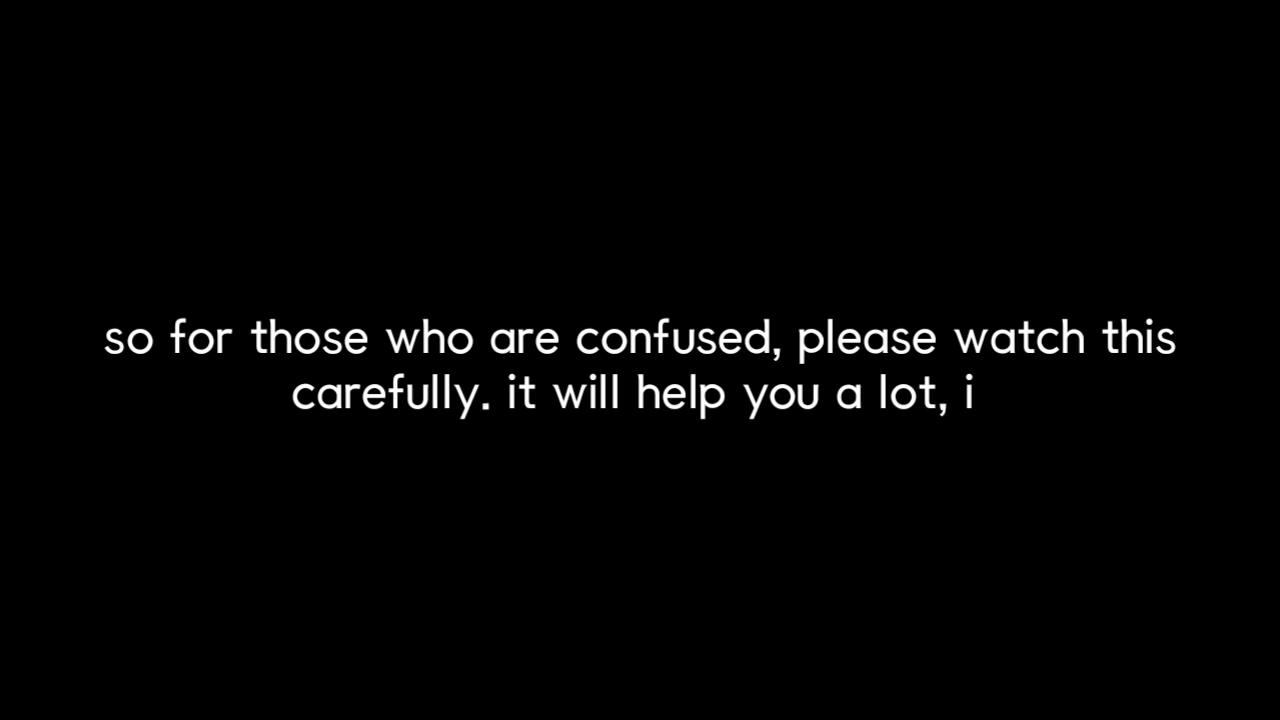 so for those who are confused, please watch this
carefully. it will help you a lot, i